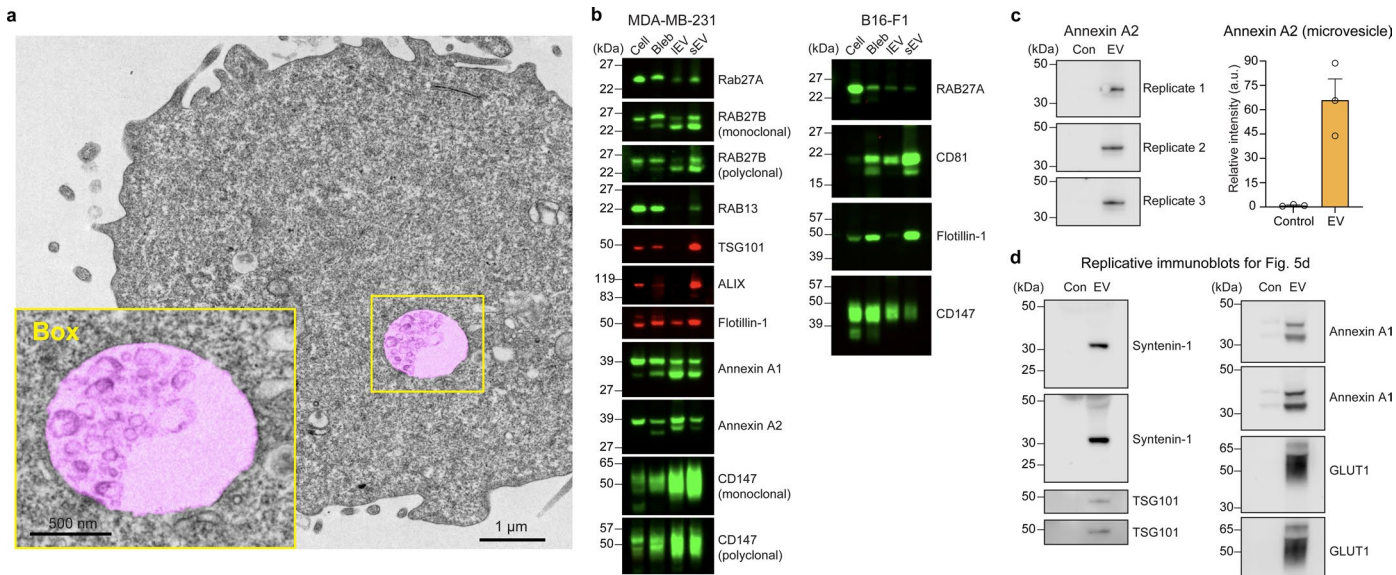 a
Box
500 nm
1 µm
b
MDA-MB-231
(kDa)
Cell
Bleb
lEV
sEV
27
22
Rab27A
27
22
RAB27B
(monoclonal)
27
22
RAB27B
(polyclonal)
22
RAB13
50
TSG101
119
83
ALIX
50
Flotillin-1
39
27
Annexin A1
39
27
Annexin A2
65
50
CD147
(monoclonal)
57
50
CD147
(polyclonal)
B16-F1
(kDa)
Cell
Bleb
lEV
sEV
27
22
RAB27A
27
22
15
CD81
57
50
39
Flotillin-1
57
50
39
CD147
c
Annexin A2
(kDa)
Con
EV
50
30
Replicate 1
50
30
Replicate 2
50
30
Replicate 3
Annexin A2 (microvesicle)
Relative intensity (a.u.)
90
75
60
45
30
15
0
Control
EV
d
Replicative immunoblots for Fig. 5d
(kDa)
Con
EV
50
30
25
Syntenin-1
50
30
25
Syntenin-1
50
TSG101
50
TSG101
(kDa)
Con
EV
50
30
Annexin A1
50
30
Annexin A1
65
50
30
GLUT1
65
50
GLUT1